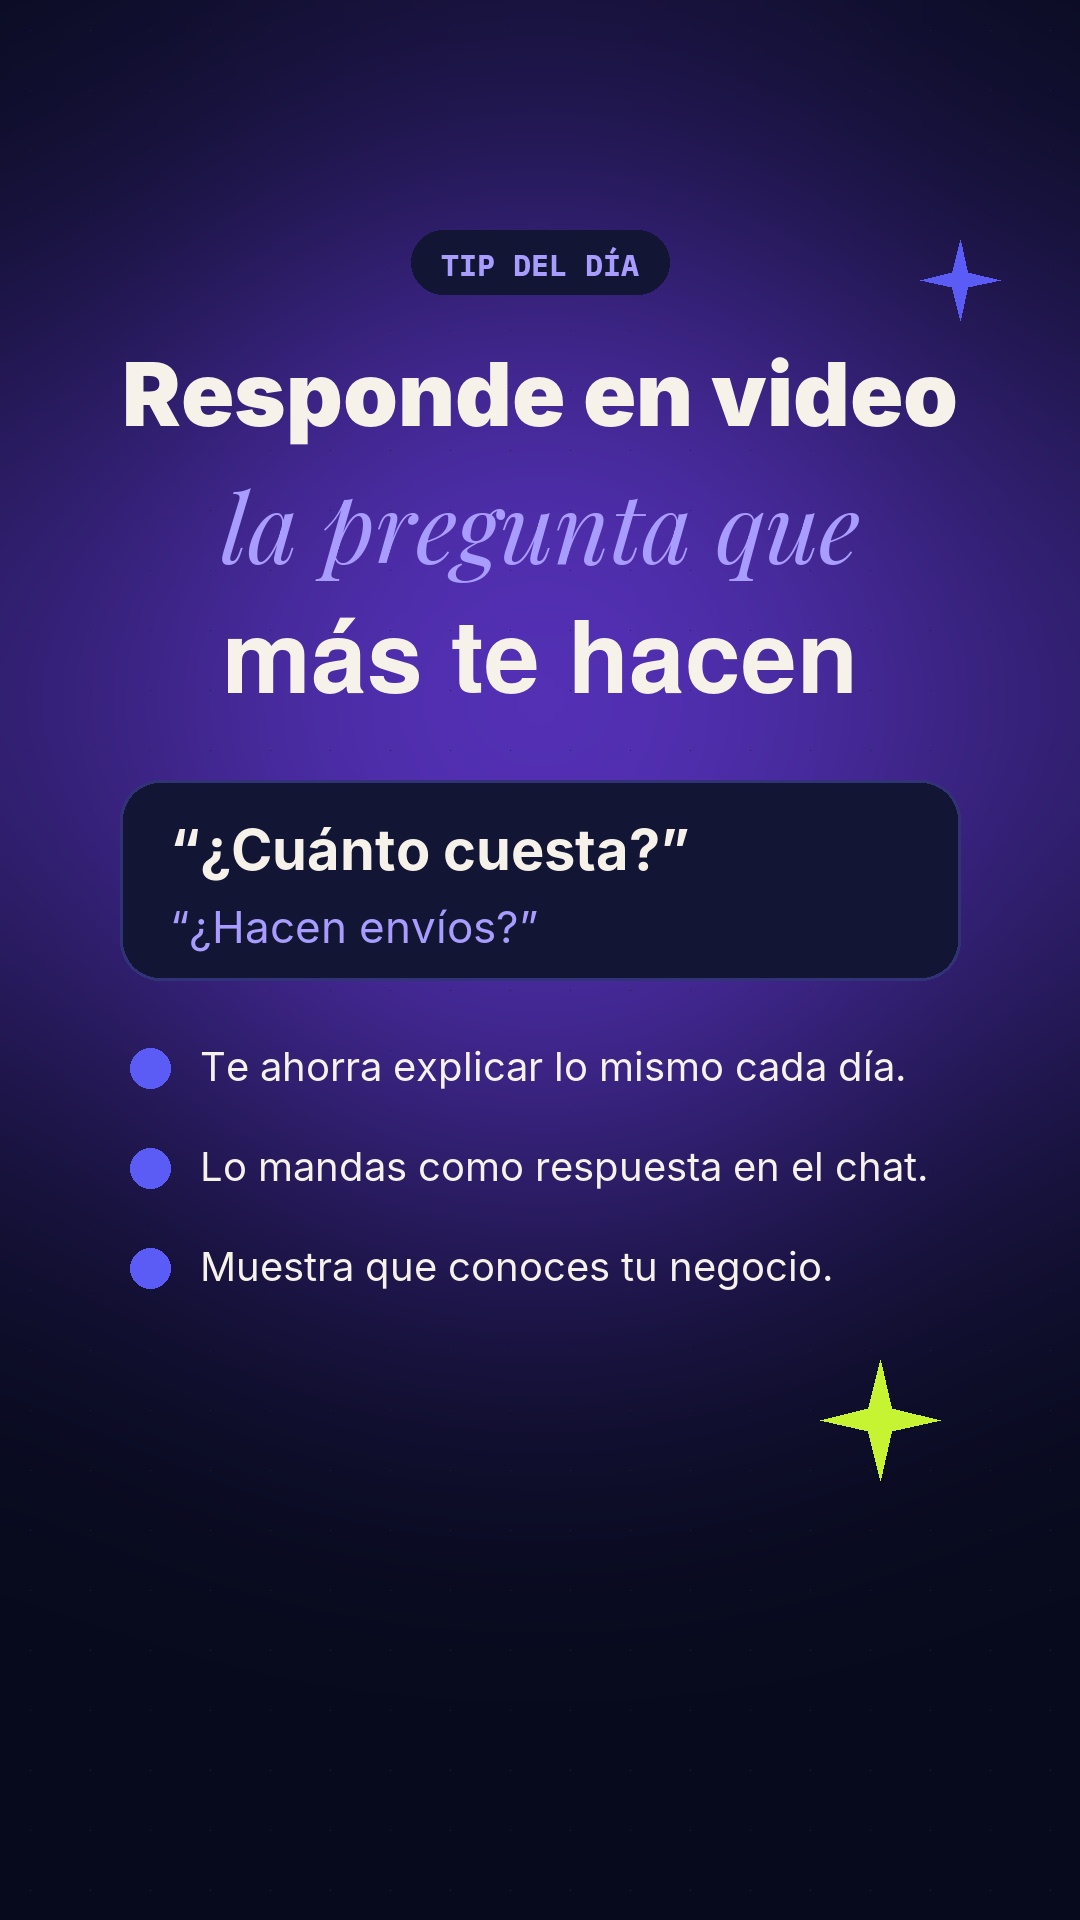 TIP DEL DÍA
Responde en video
la pregunta que
más te hacen
“¿Cuánto cuesta?”
“¿Hacen envíos?”
Te ahorra explicar lo mismo cada día.
Lo mandas como respuesta en el chat.
Muestra que conoces tu negocio.